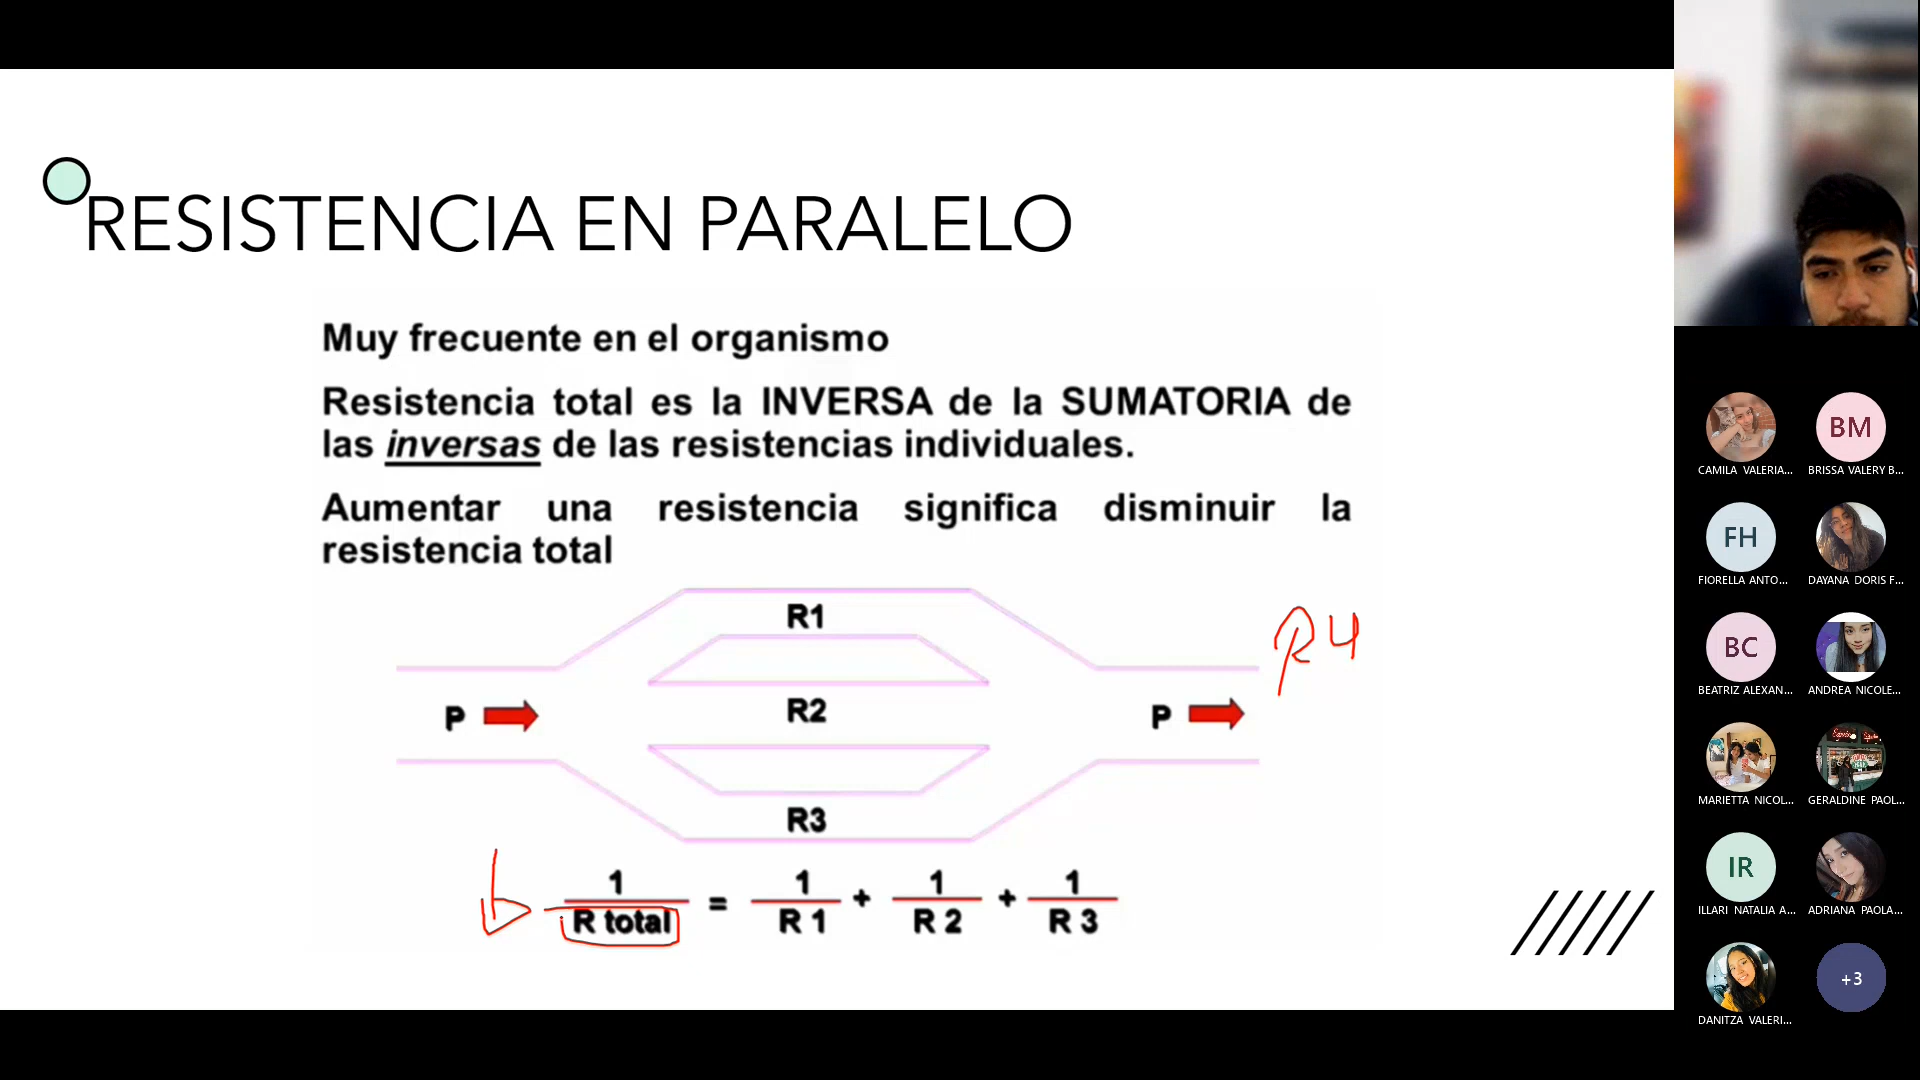 RESISTENCIA EN PARALELO
Muy frecuente en el organismo
Resistencia total es la INVERSA de la SUMATORIA de
las inversas de las resistencias individuales.
Aumentar una resistencia significa disminuir la
resistencia total
R1
R4
P
R2
P
R3
1 / R total = 1 / R 1 + 1 / R 2 + 1 / R 3
CAMILA VALERIA...
BM
BRISSA VALERY B...
FH
FIORELLA ANTO...
DAYANA DORIS F...
BC
BEATRIZ ALEXAN...
ANDREA NICOLE...
MARIETTA NICOL...
GERALDINE PAOL...
IR
ILLARI NATALIA A...
ADRIANA PAOLA...
DANITZA VALERI...
+3